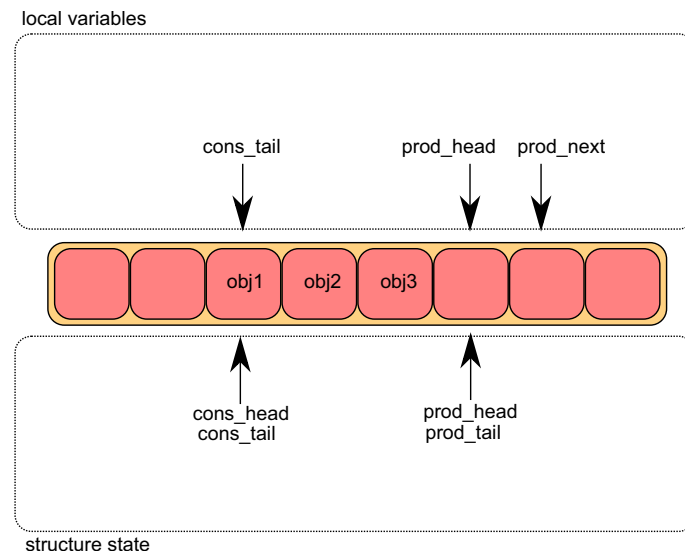 local variables
cons_tail prod_head prod_next
obj1 obj2 obj3
cons_head prod_head
cons_tail prod_tail
structure state